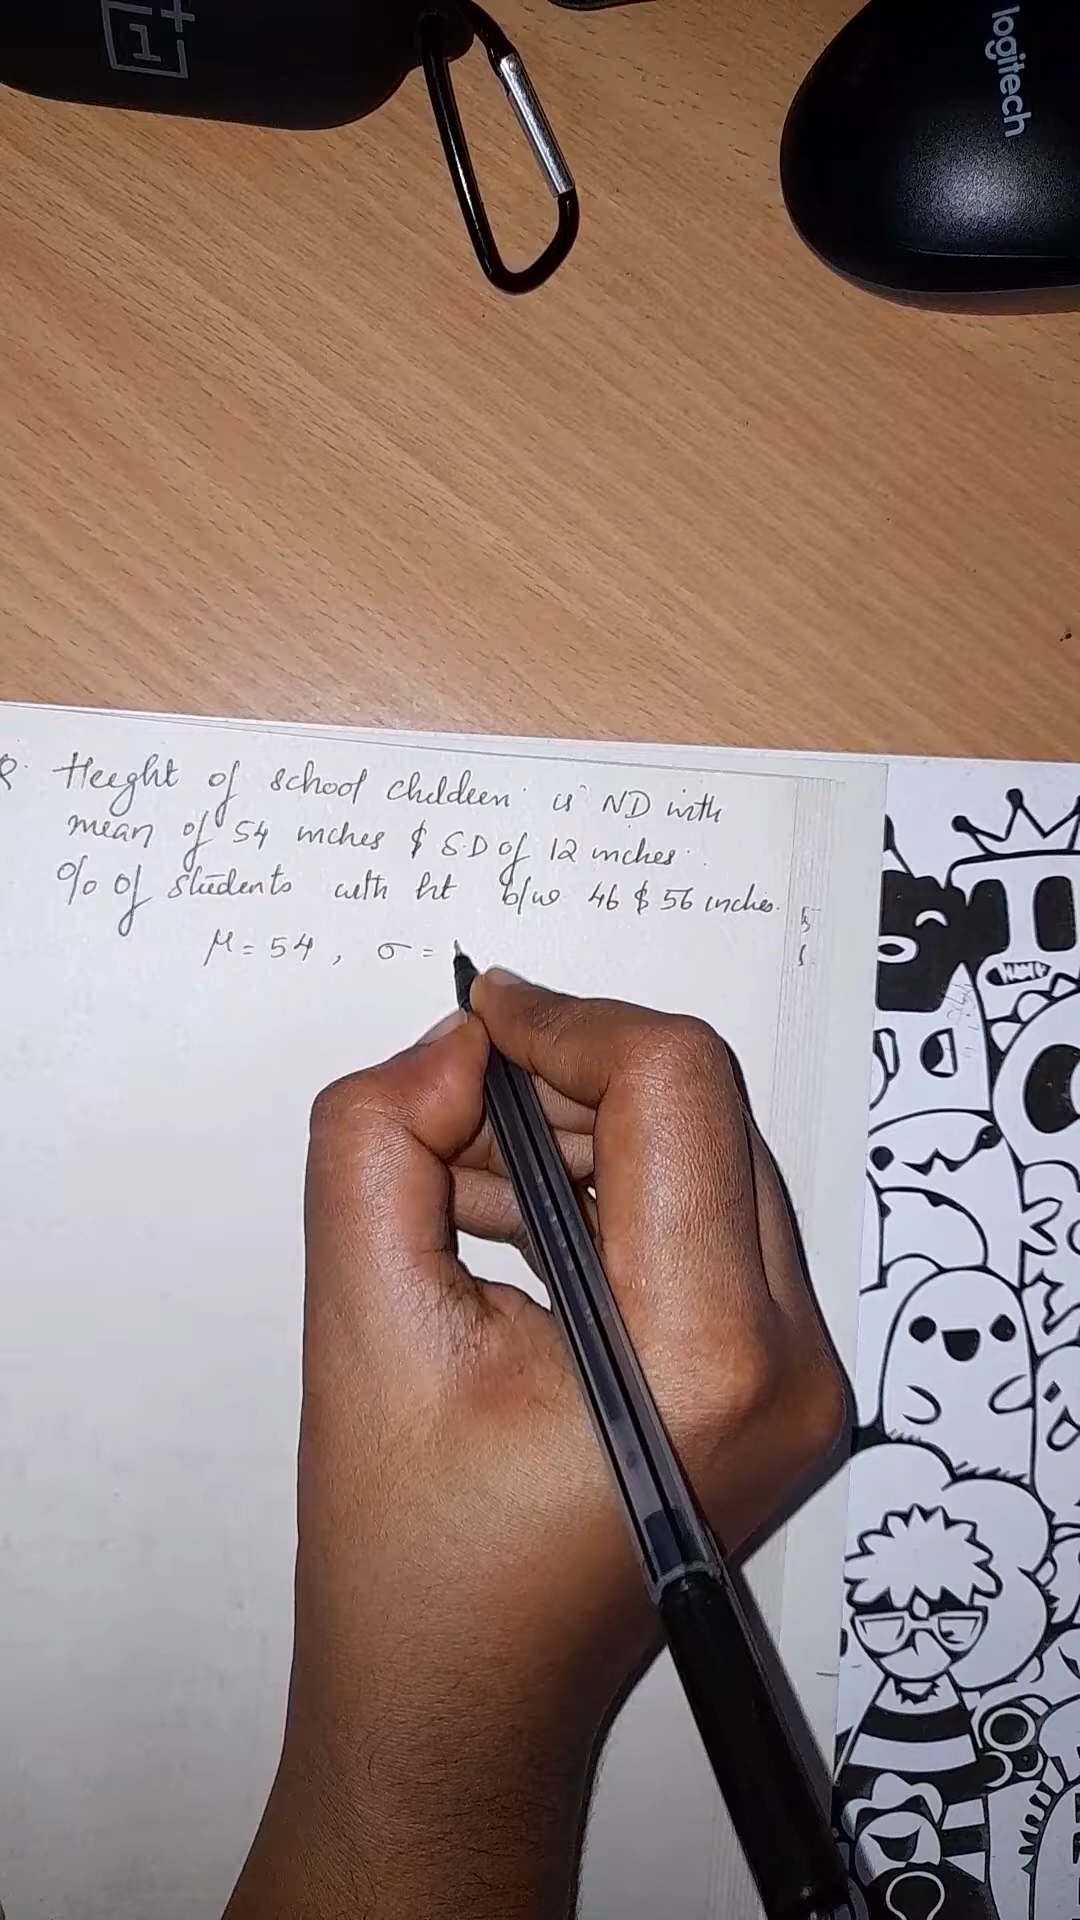 1+
logitech
Q. Height of school children is ND with
mean of 54 inches & S.D of 12 inches.
% of students with ht b/w 46 & 56 inches.
μ = 54 , σ =